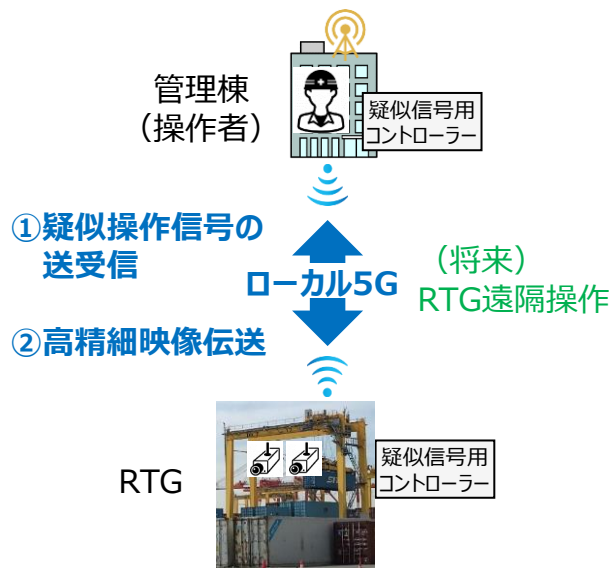 管理棟
（操作者）
疑似信号用
コントローラー
①疑似操作信号の
送受信
ローカル5G
（将来）
RTG遠隔操作
②高精細映像伝送
RTG
疑似信号用
コントローラー